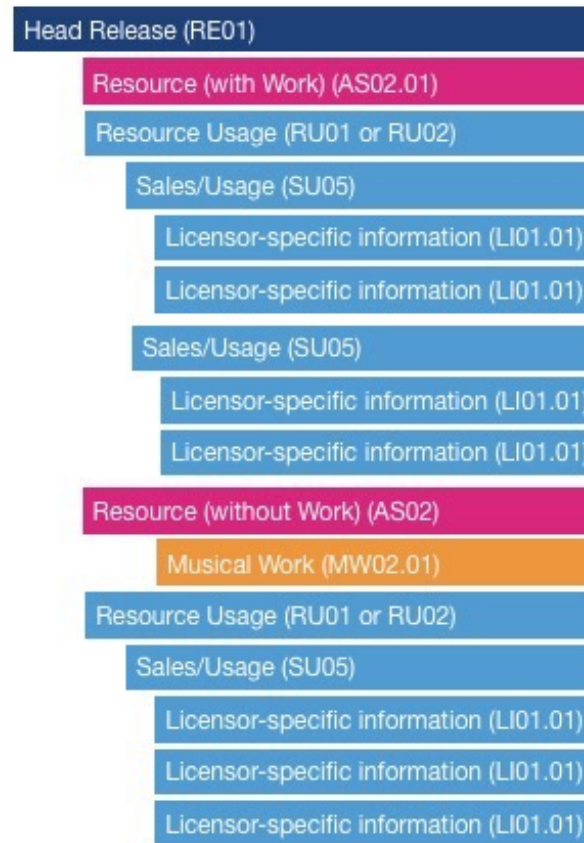 Head Release (RE01)
Resource (with Work) (AS02.01)
Resource Usage (RU01 or RU02)
Sales/Usage (SU05)
Licensor-specific information (LI01.01)
Licensor-specific information (LI01.01)
Sales/Usage (SU05)
Licensor-specific information (LI01.01)
Licensor-specific information (LI01.01)
Resource (without Work) (AS02)
Musical Work (MW02.01)
Resource Usage (RU01 or RU02)
Sales/Usage (SU05)
Licensor-specific information (LI01.01)
Licensor-specific information (LI01.01)
Licensor-specific information (LI01.01)